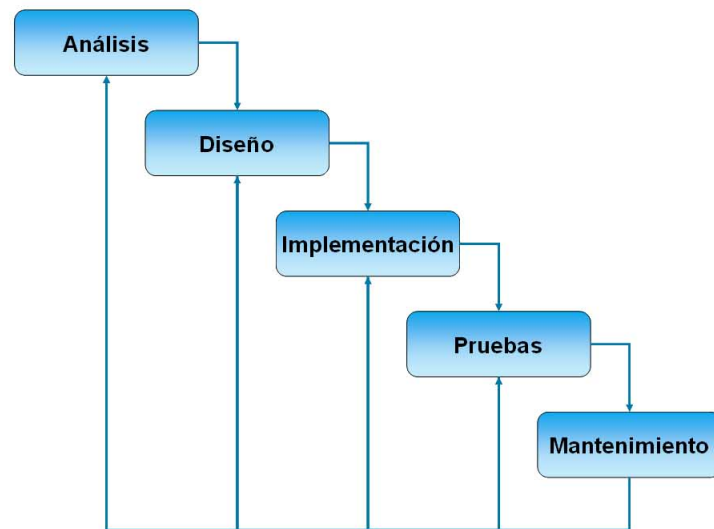 Análisis
Diseño
Implementación
Pruebas
Mantenimiento